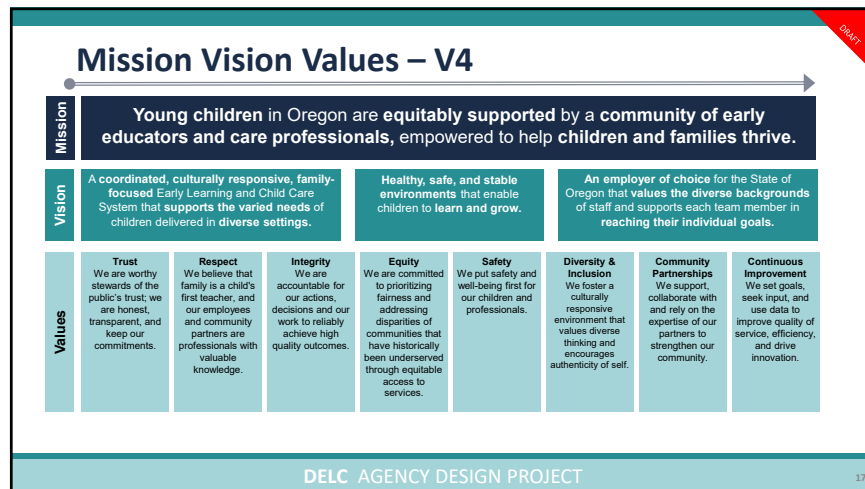 DRAFT
Mission Vision Values – V4
Mission
Young children in Oregon are equitably supported by a community of early
educators and care professionals, empowered to help children and families thrive.
Vision
A coordinated, culturally responsive, family-
focused Early Learning and Child Care
System that supports the varied needs of
children delivered in diverse settings.
Healthy, safe, and stable
environments that enable
children to learn and grow.
An employer of choice for the State of
Oregon that values the diverse backgrounds
of staff and supports each team member in
reaching their individual goals.
Values
Trust
We are worthy
stewards of the
public's trust; we
are honest,
transparent, and
keep our
commitments.
Respect
We believe that
family is a child's
first teacher, and
our employees
and community
partners are
professionals with
valuable
knowledge.
Integrity
We are
accountable for
our actions,
decisions and our
work to reliably
achieve high
quality outcomes.
Equity
We are committed
to prioritizing
fairness and
addressing
disparities of
communities that
have historically
been underserved
through equitable
access to
services.
Safety
We put safety and
well-being first for
our children and
professionals.
Diversity &
Inclusion
We foster a
culturally
responsive
environment that
values diverse
thinking and
encourages
authenticity of self.
Community
Partnerships
We support,
collaborate with
and rely on the
expertise of our
partners to
strengthen our
community.
Continuous
Improvement
We set goals,
seek input, and
use data to
improve quality of
service, efficiency,
and drive
innovation.
DELC AGENCY DESIGN PROJECT
17